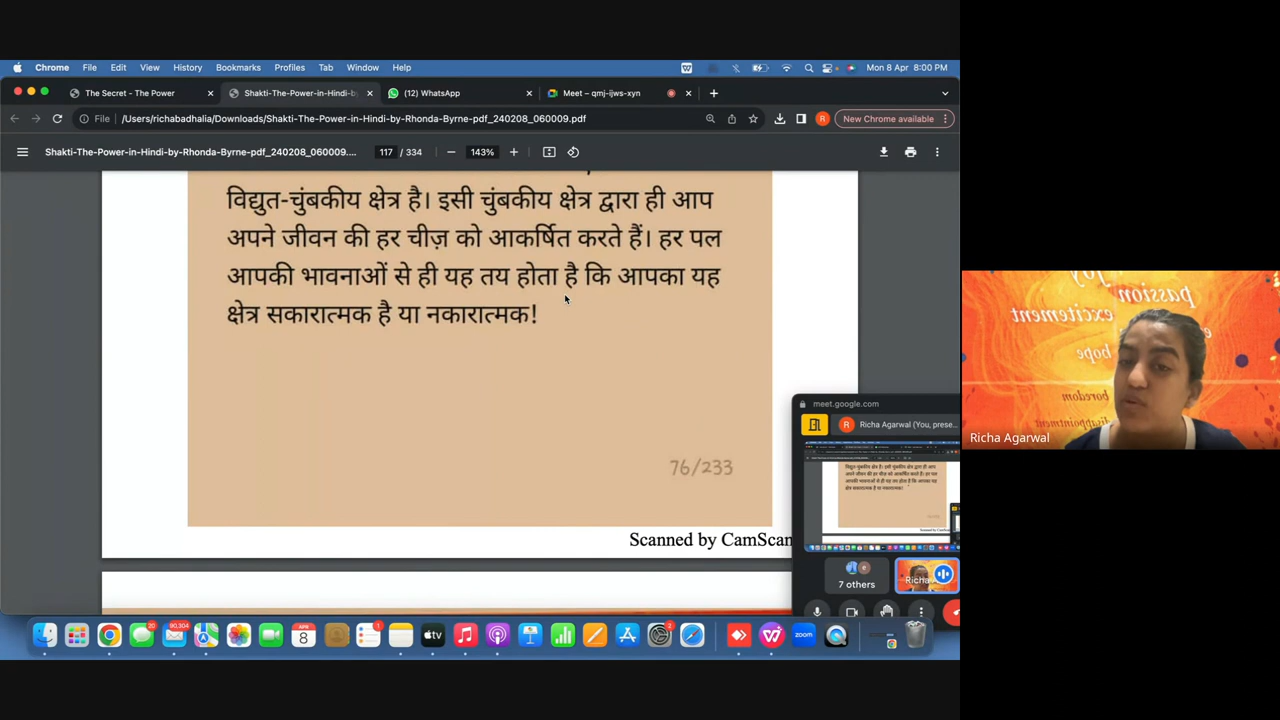 Chrome File Edit View History Bookmarks Profiles Tab Window Help Mon 8 Apr 8:00 PM
The Secret - The Power
Shakti-The-Power-in-Hindi-b
(12) WhatsApp
Meet – qmj-ijws-xyn
File /Users/richabadhalia/Downloads/Shakti-The-Power-in-Hindi-by-Rhonda-Byrne-pdf_240208_060009.pdf
New Chrome available
Shakti-The-Power-in-Hindi-by-Rhonda-Byrne-pdf_240208_060009.... 117 / 334 143%
विद्युत-चुंबकीय क्षेत्र है। इसी चुंबकीय क्षेत्र द्वारा ही आप
अपने जीवन की हर चीज़ को आकर्षित करते हैं। हर पल
आपकी भावनाओं से ही यह तय होता है कि आपका यह
क्षेत्र सकारात्मक है या नकारात्मक!
76/233
Scanned by CamScan
meet.google.com
Richa Agarwal (You, prese...
7 others
passion
excitement
hope
boredom
Richa Agarwal
zoom